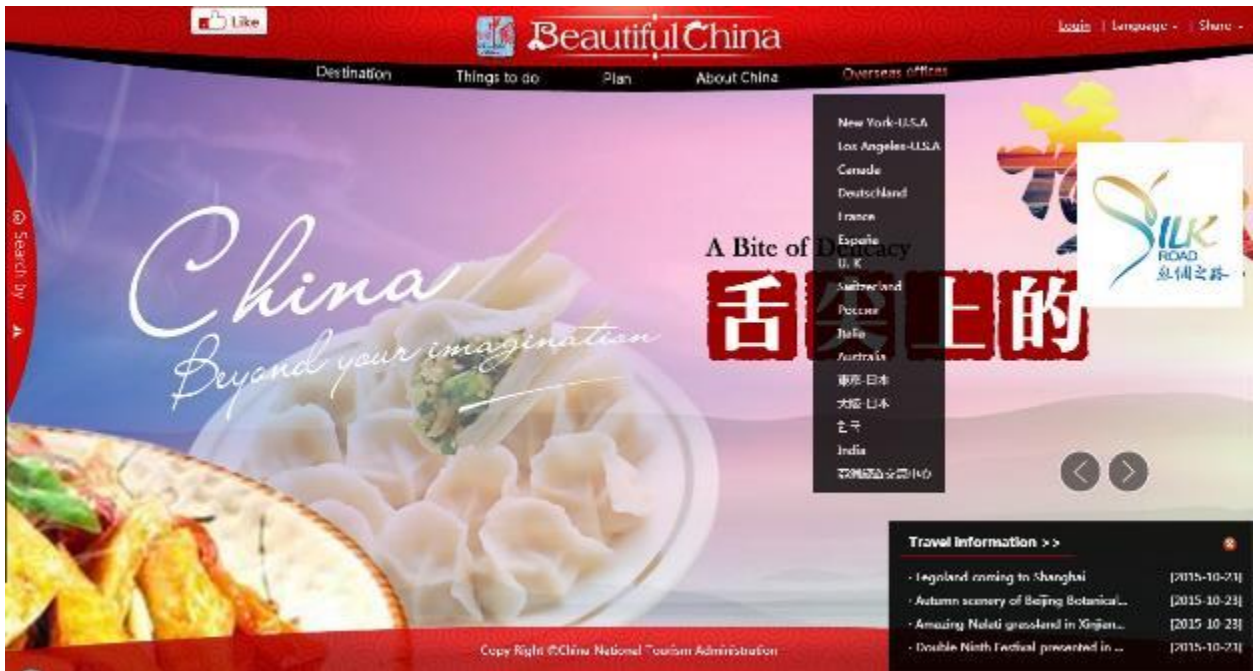 Like
Beautiful China
Login | Language | Share
Destination
Things to do
Plan
About China
Overseas offices
New York-U.S.A
Los Angeles-U.S.A
Canada
Deutschland
France
España
U. K
Switzerland
Россия
Italia
Australia
東京-日本
大阪-日本
한국
India
Search by
China
Beyond your imagination
A Bite of Delicacy
舌尖上的
SILK
ROAD
Travel Information >>
· Legoland coming to Shanghai [2015-10-23]
· Autumn scenery of Beijing Botanical... [2015-10-23]
· Amazing Nalati grassland in Xinjian... [2015-10-23]
· Double Ninth Festival presented in ... [2015-10-23]
Copy Right ©China National Tourism Administration